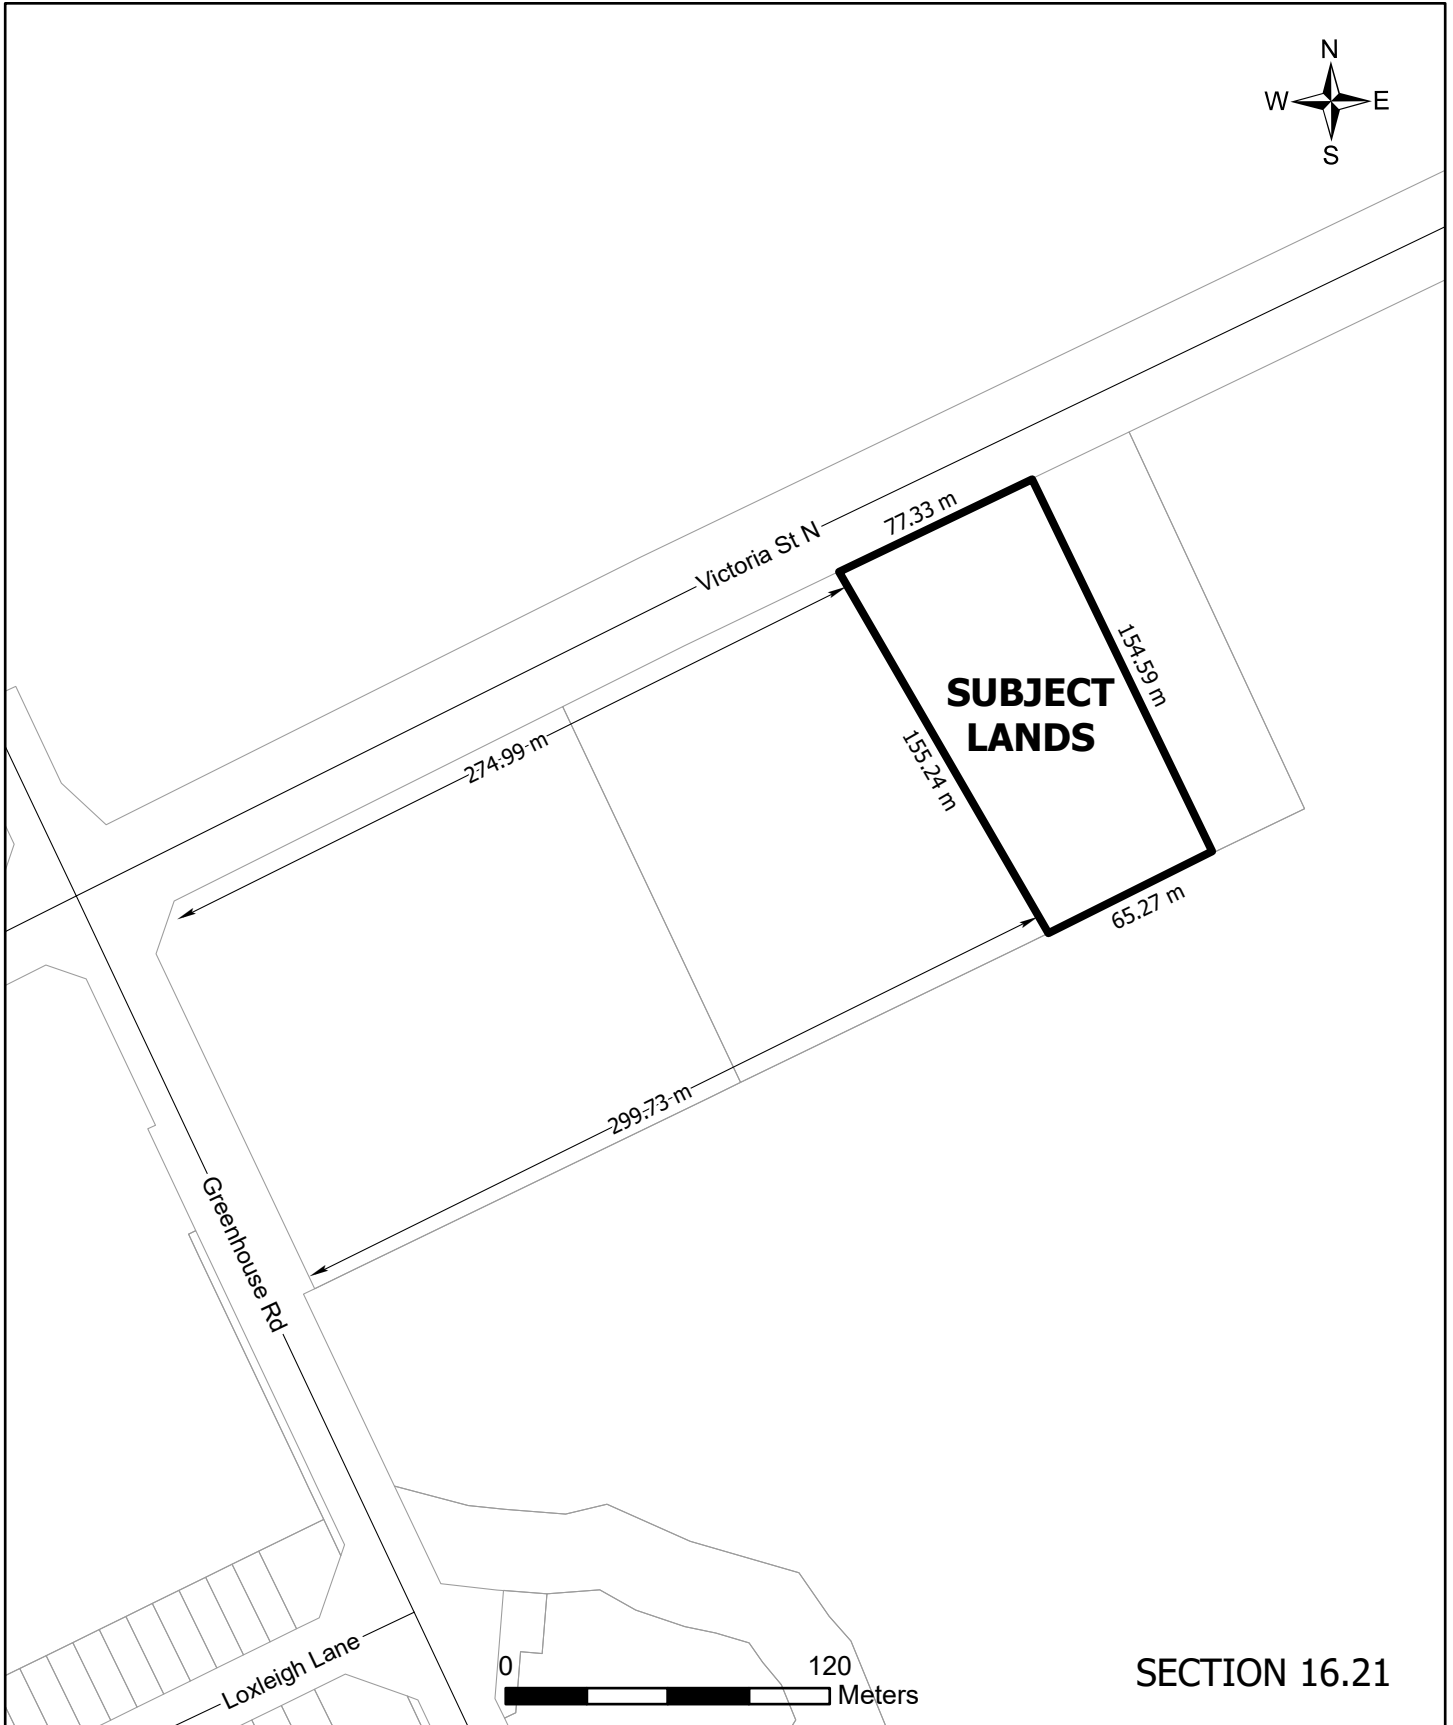 N
W E
S
Victoria St N
77.33 m
154.59 m
SUBJECT
LANDS
155.24 m
274.99 m
65.27 m
299.73 m
Greenhouse Rd
Loxleigh Lane
0 120
Meters
SECTION 16.21